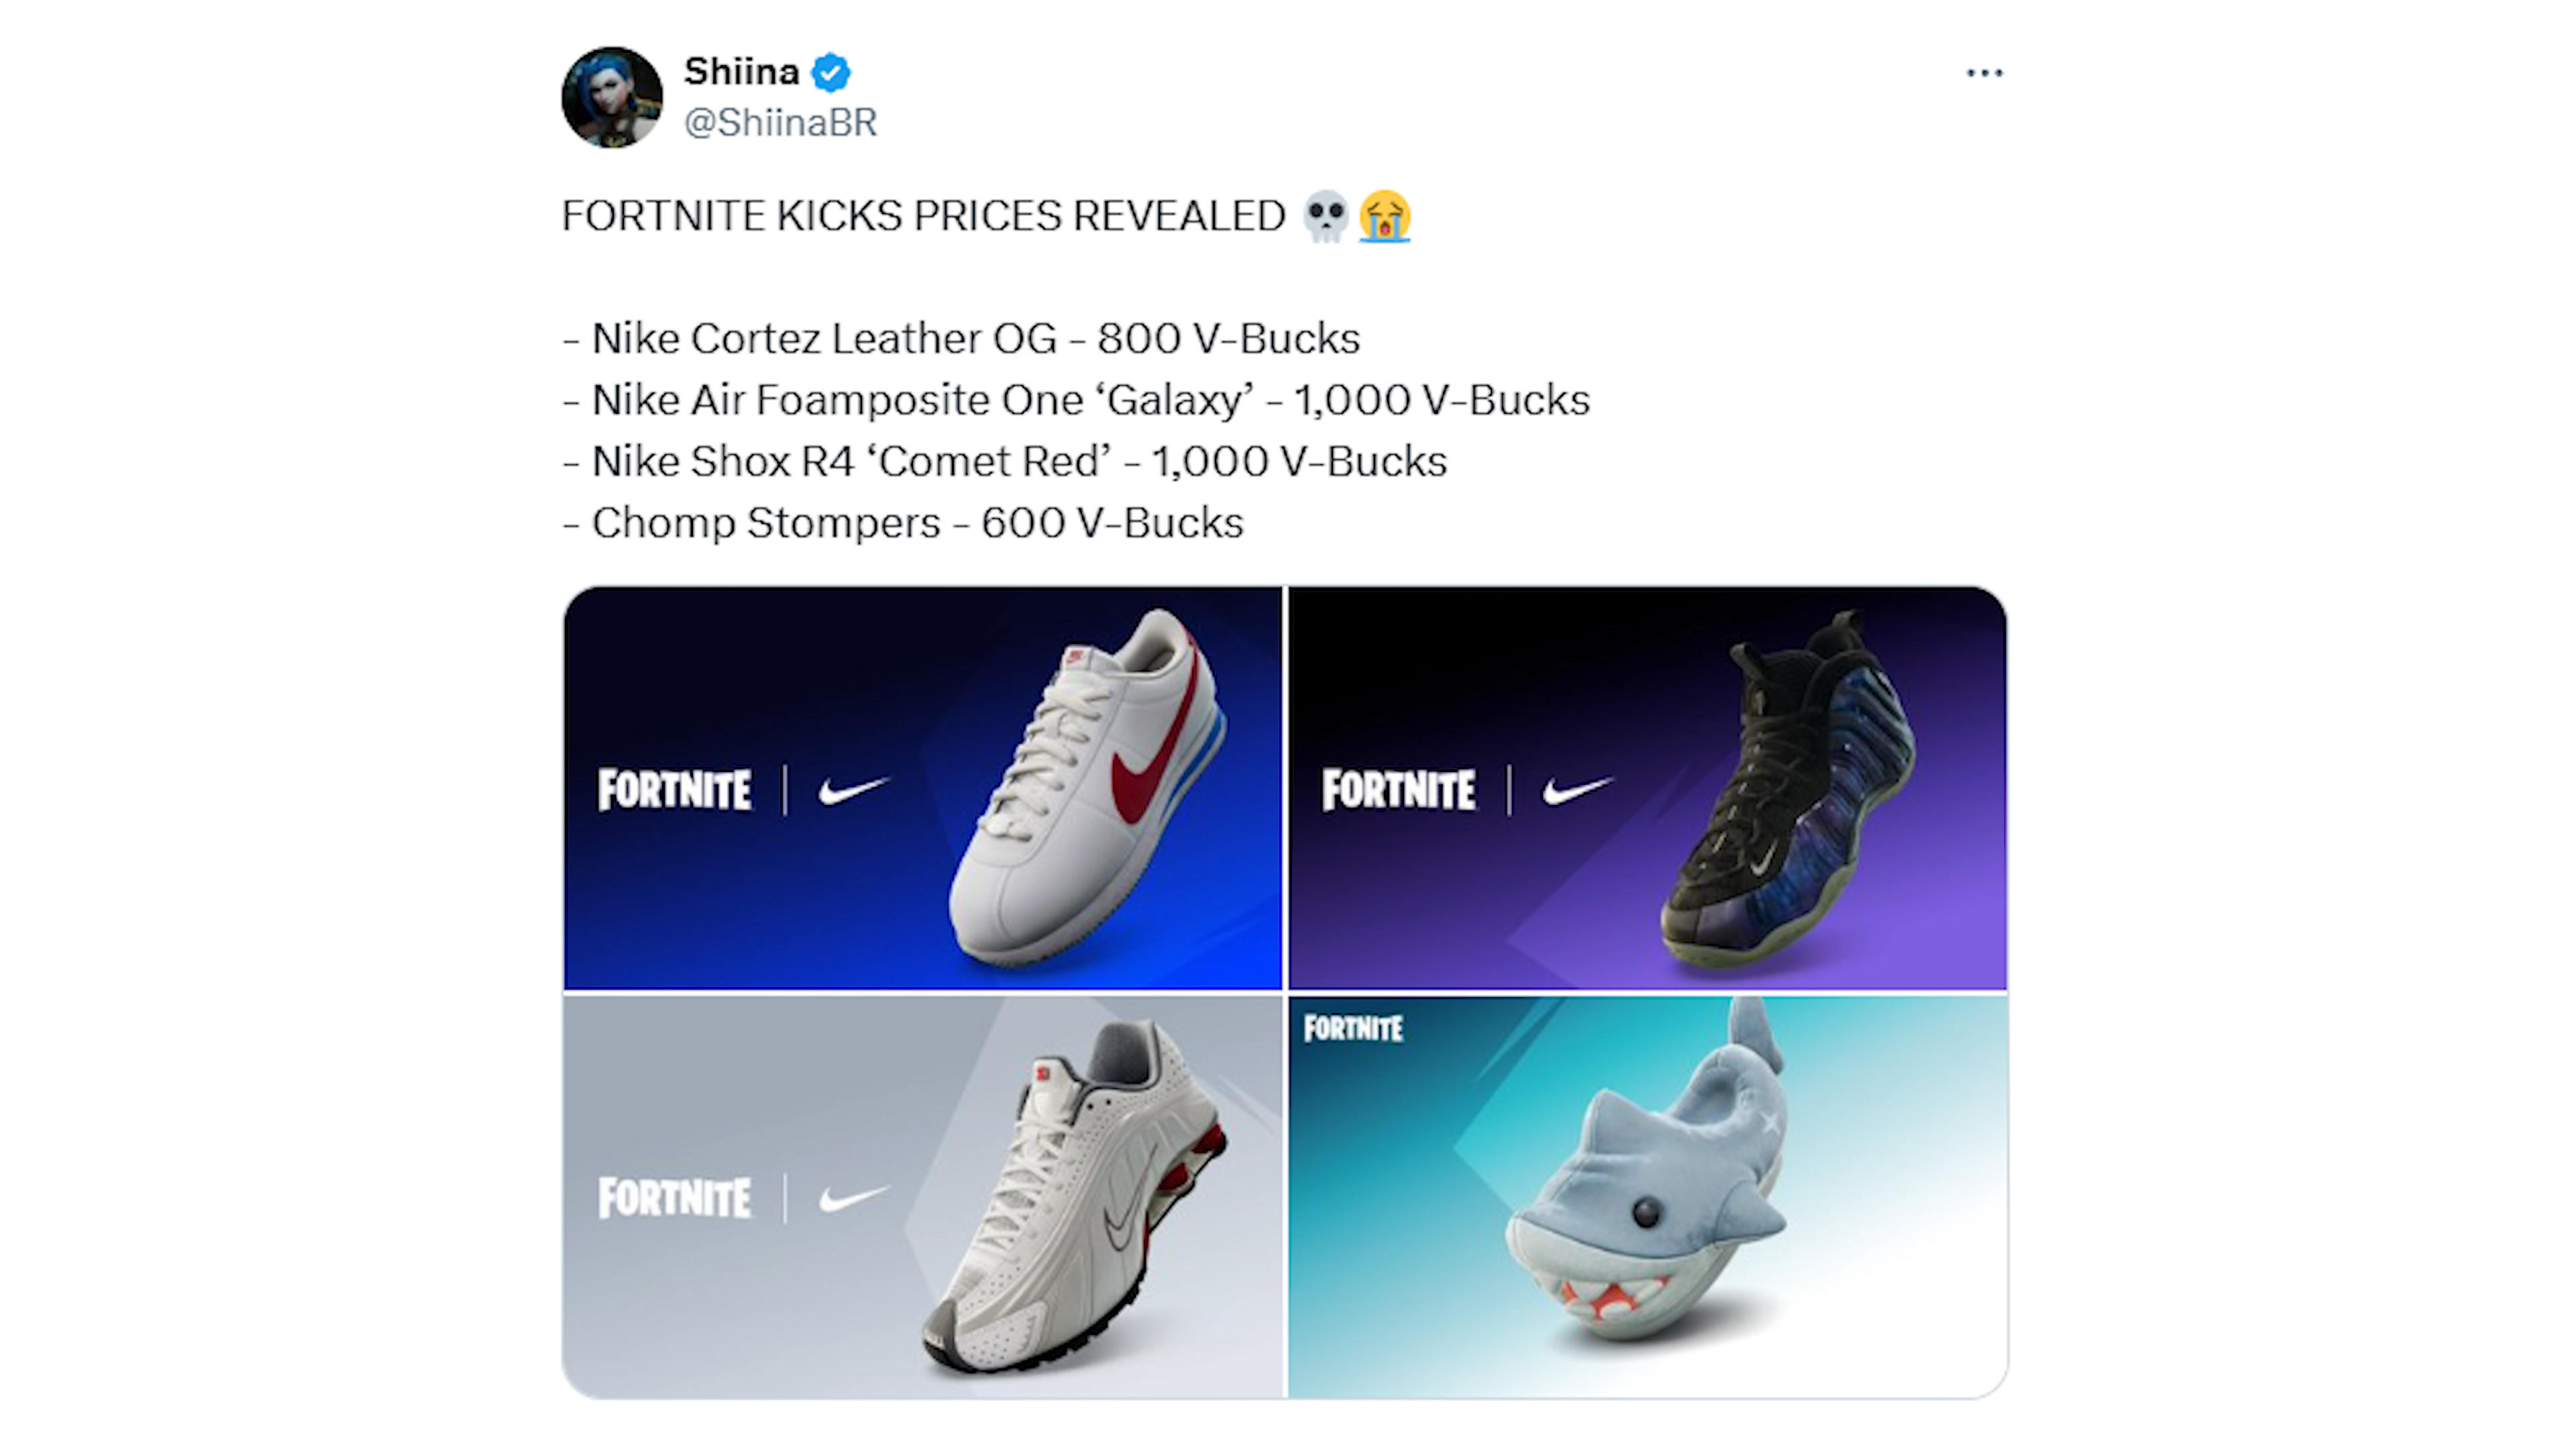 Shiina
@ShiinaBR
FORTNITE KICKS PRICES REVEALED 💀😭
- Nike Cortez Leather OG - 800 V-Bucks
- Nike Air Foamposite One ‘Galaxy’ - 1,000 V-Bucks
- Nike Shox R4 ‘Comet Red’ - 1,000 V-Bucks
- Chomp Stompers - 600 V-Bucks
FORTNITE
FORTNITE
FORTNITE
FORTNITE